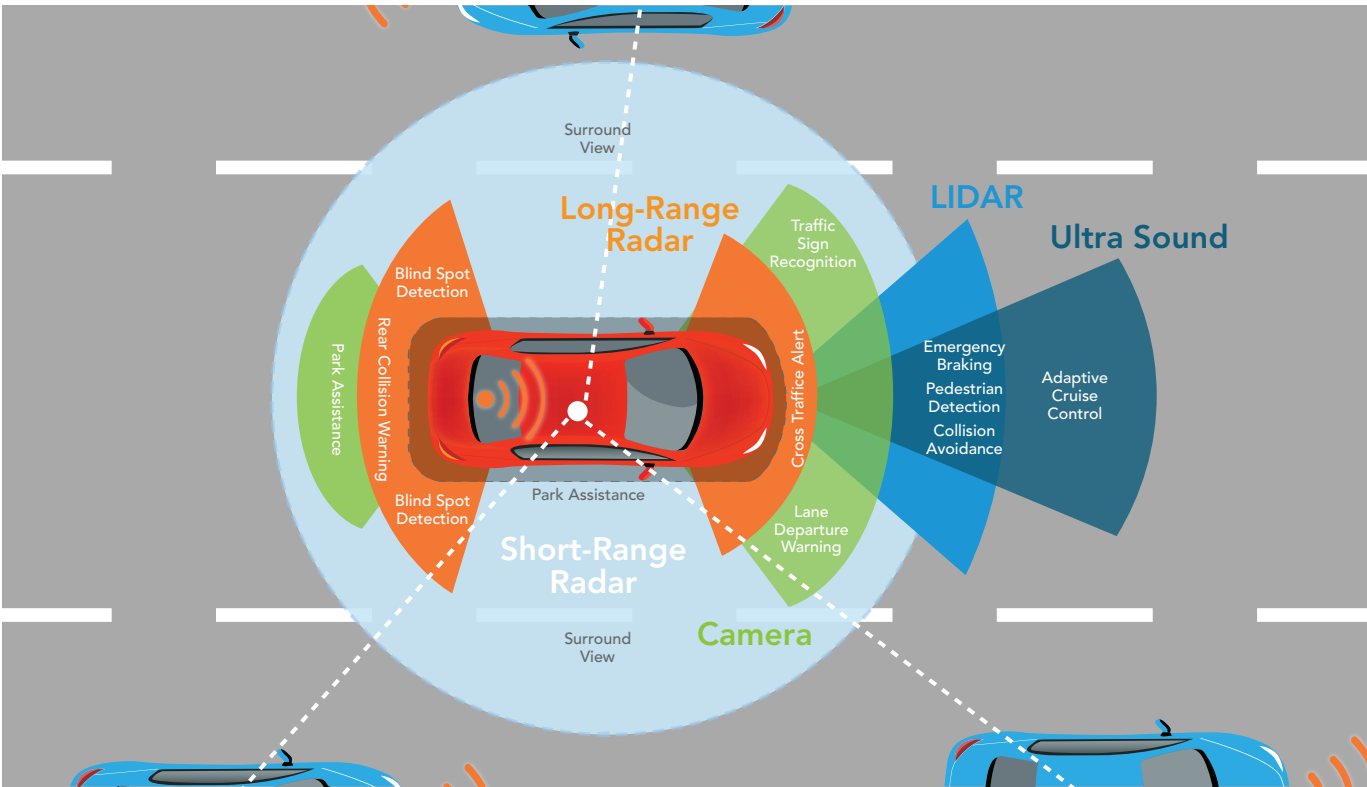 Surround
View
Long-Range
Radar
LIDAR
Ultra Sound
Traffic
Sign
Recognition
Blind Spot
Detection
Park Assistance
Rear Collision Warning
Cross Traffice Alert
Emergency
Braking
Pedestrian
Detection
Collision
Avoidance
Adaptive
Cruise
Control
Blind Spot
Detection
Park Assistance
Lane
Departure
Warning
Short-Range
Radar
Camera
Surround
View